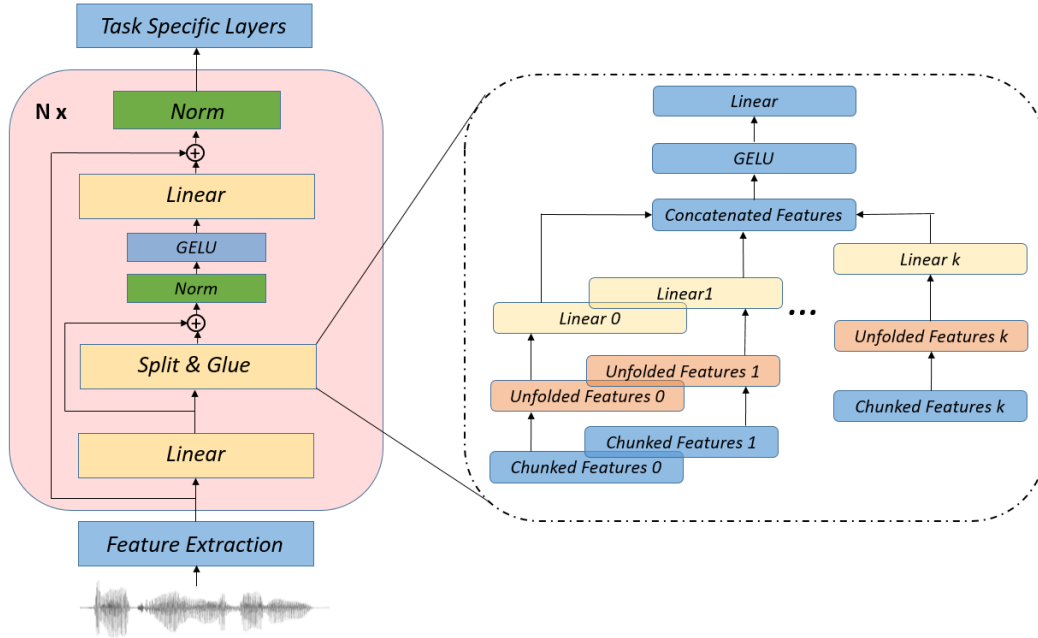 Task Specific Layers
N x
Norm
+
Linear
GELU
Norm
+
Split & Glue
Linear
Feature Extraction
Linear
GELU
Concatenated Features
Linear k
Linear1
Linear 0
...
Unfolded Features k
Unfolded Features 1
Unfolded Features 0
Chunked Features k
Chunked Features 1
Chunked Features 0